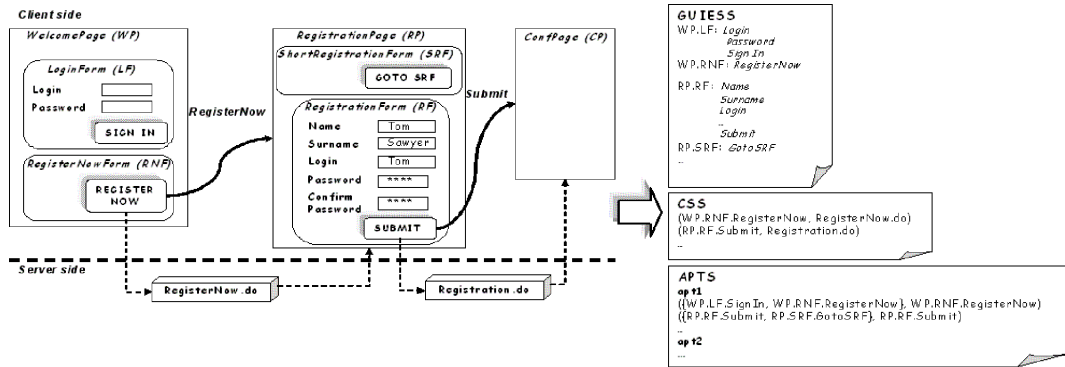 Client side
WelcomePage (WP)
LoginForm (LF)
Login
Password
SIGN IN
RegisterNowForm (RNF)
REGISTER
NOW
RegisterNow
RegistrationPage (RP)
ShortRegistrationForm (SRF)
GOTO SRF
RegistrationForm (RF)
Name Tom
Surname Sawyer
Login Tom
Password ****
Confirm
Password ****
SUBMIT
Submit
ConfPage (CP)
Server side
RegisterNow.do
Registration.do
GUIESS
WP.LF: Login
Password
SignIn
WP.RNF: RegisterNow
RP.RF: Name
Surname
Login
...
Submit
RP.SRF: GotoSRF
...
CSS
(WP.RNF.RegisterNow, RegisterNow.do)
(RP.RF.Submit, Registration.do)
...
APTS
apt1
({WP.LF.SignIn, WP.RNF.RegisterNow}, WP.RNF.RegisterNow)
({RP.RF.Submit, RP.SRF.GotoSRF}, RP.RF.Submit)
...
apt2
...